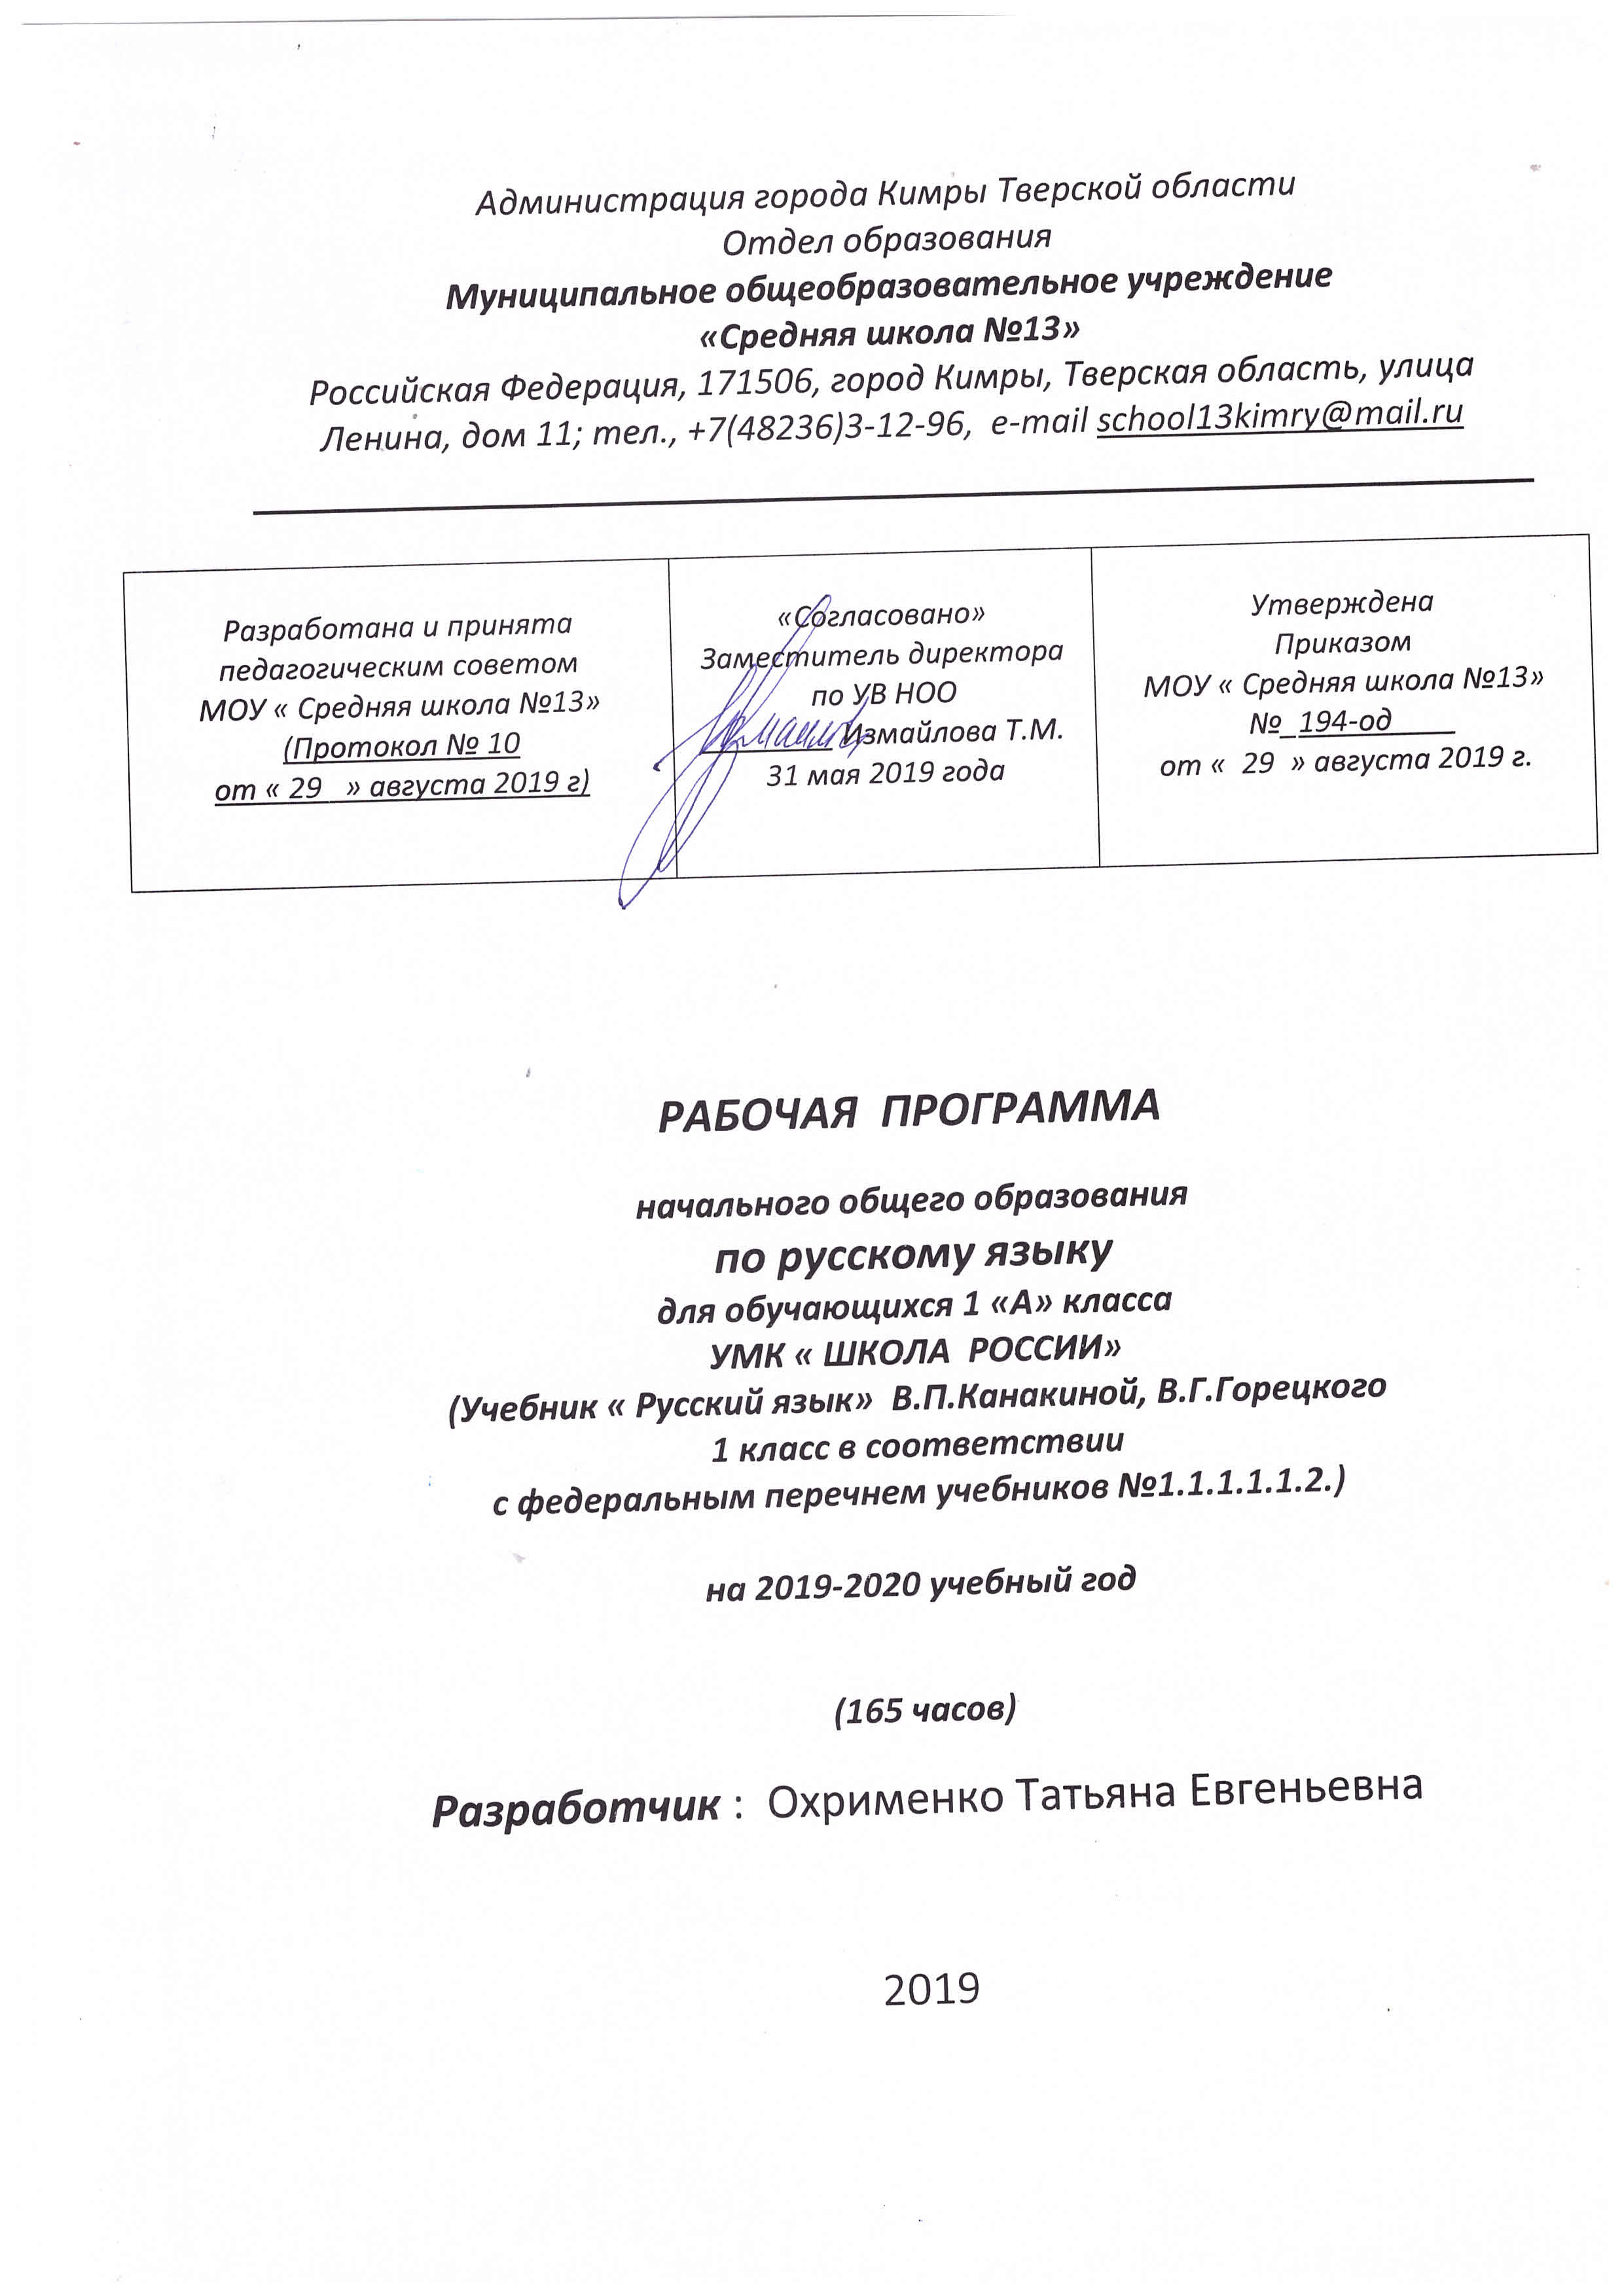 Администрация города Кимры Тверской области
Отдел образования
Муниципальное общеобразовательное учреждение
«Средняя школа №13»
Российская Федерация, 171506, город Кимры, Тверская область, улица
Ленина, дом 11; тел., +7(48236)3-12-96, e-mail school13kimry@mail.ru
Разработана и принята
педагогическим советом
МОУ « Средняя школа №13»
(Протокол № 10
от « 29 » августа 2019 г)
«Согласовано»
Заместитель директора
по УВ НОО
Измайлова Т.М.
31 мая 2019 года
Утверждена
Приказом
МОУ « Средняя школа №13»
№_194-од____
от « 29 » августа 2019 г.
РАБОЧАЯ ПРОГРАММА
начального общего образования
по русскому языку
для обучающихся 1 «А» класса
УМК « ШКОЛА РОССИИ»
(Учебник « Русский язык» В.П.Канакиной, В.Г.Горецкого
1 класс в соответствии
с федеральным перечнем учебников №1.1.1.1.1.2.)
на 2019-2020 учебный год
(165 часов)
Разработчик : Охрименко Татьяна Евгеньевна
2019